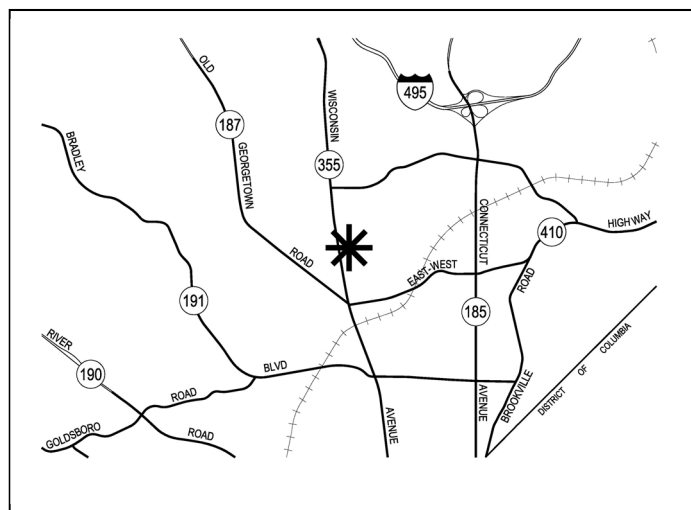 OLD
187
GEORGETOWN
ROAD
WISCONSIN
355
AVENUE
495
BRADLEY
191
BLVD
CONNECTICUT
185
AVENUE
410
HIGHWAY
EAST-WEST
ROAD
BROOKVILLE
RIVER
190
ROAD
GOLDSBORO
ROAD
DISTRICT OF COLUMBIA